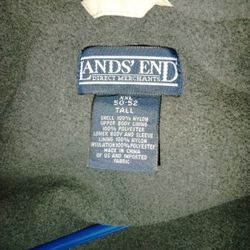 LANDS' END
DIRECT MERCHANTS
XXL
50-52
TALL
SHELL 100% NYLON
UPPER BODY LINING
100% POLYESTER
LOWER BODY AND SLEEVE
LINING 100% NYLON
INSULATION 100% POLYESTER
MADE IN CHINA
OF US AND IMPORTED
FABRIC